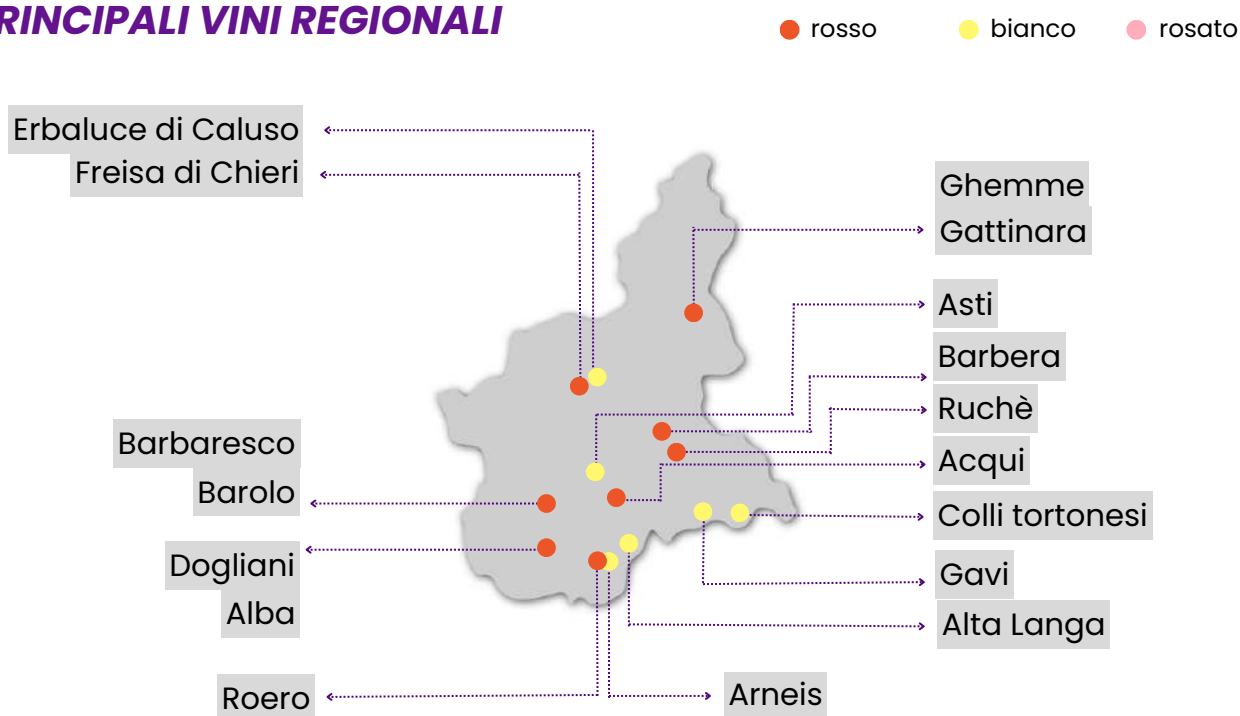 RINCIPALI VINI REGIONALI
rosso
bianco
rosato
Erbaluce di Caluso
Freisa di Chieri
Ghemme
Gattinara
Asti
Barbera
Ruchè
Acqui
Colli tortonesi
Gavi
Alta Langa
Barbaresco
Barolo
Dogliani
Alba
Roero
Arneis